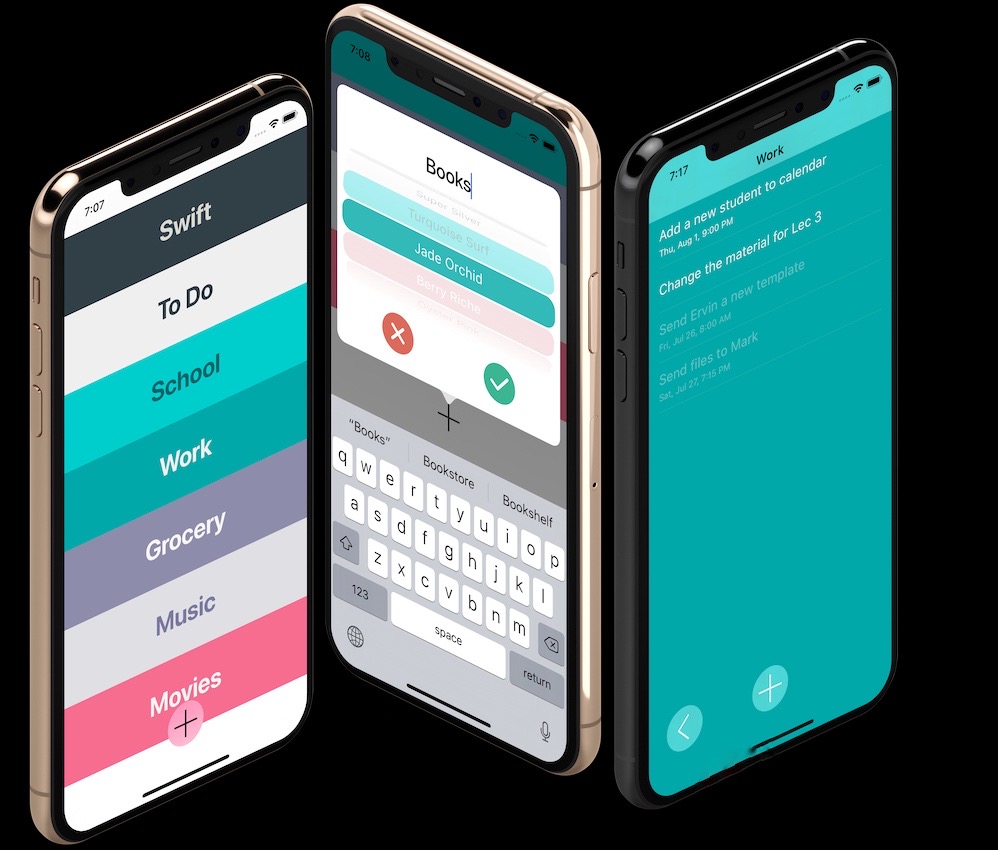 7:07
Swift
To Do
School
Work
Grocery
Music
Movies
7:08
Books
Super Silver
Turquoise Surf
Jade Orchid
Berry Riche
“Books”
Bookstore
Bookshelf
q w e r t y u i o p
a s d f g h j k l
z x c v b n m
123
space
return
7:17
Work
Add a new student to calendar
Thu, Aug 1, 9:00 PM
Change the material for Lec 3
Send Ervin a new template
Fri, Jul 26, 8:00 AM
Send files to Mark
Sat, Jul 27, 7:15 PM